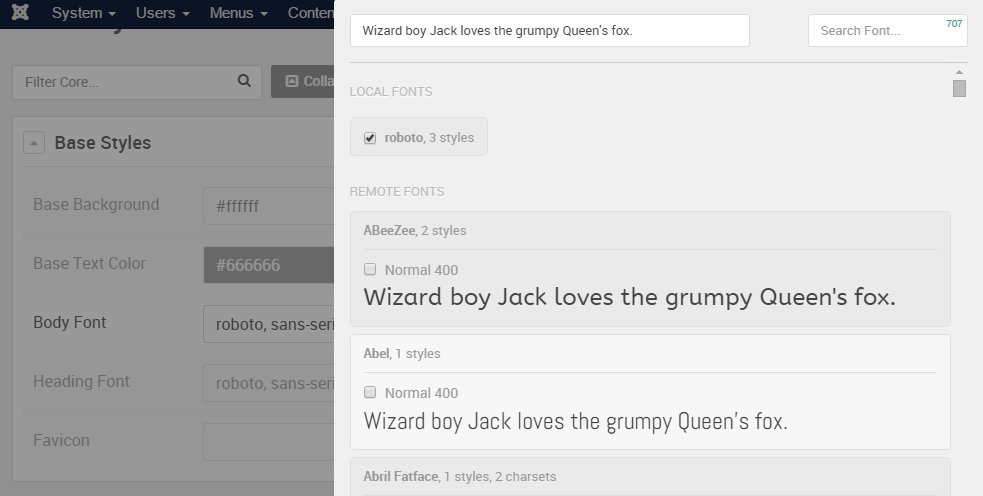 System Users Menus Conten
Filter Core...
Colla
Base Styles
Base Background #ffffff
Base Text Color #666666
Body Font roboto, sans-seri
Heading Font roboto, sans-seri
Favicon
Wizard boy Jack loves the grumpy Queen's fox.
Search Font... 707
LOCAL FONTS
roboto, 3 styles
REMOTE FONTS
ABeeZee, 2 styles
Normal 400
Wizard boy Jack loves the grumpy Queen's fox.
Abel, 1 styles
Normal 400
Wizard boy Jack loves the grumpy Queen's fox.
Abril Fatface, 1 styles, 2 charsets